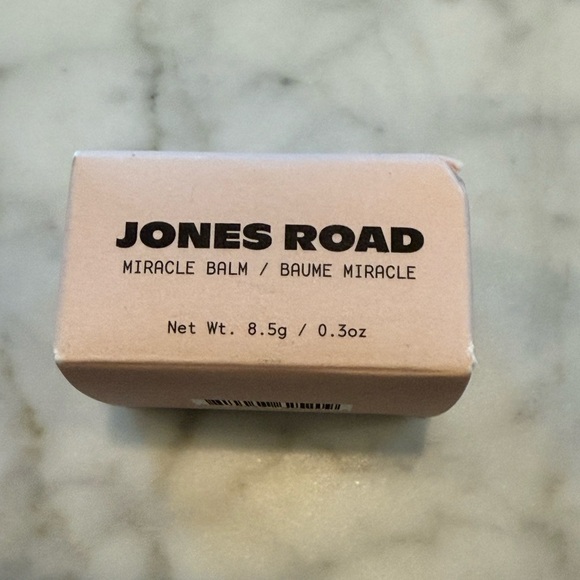 JONES ROAD
MIRACLE BALM / BAUME MIRACLE
Net Wt. 8.5g / 0.3oz